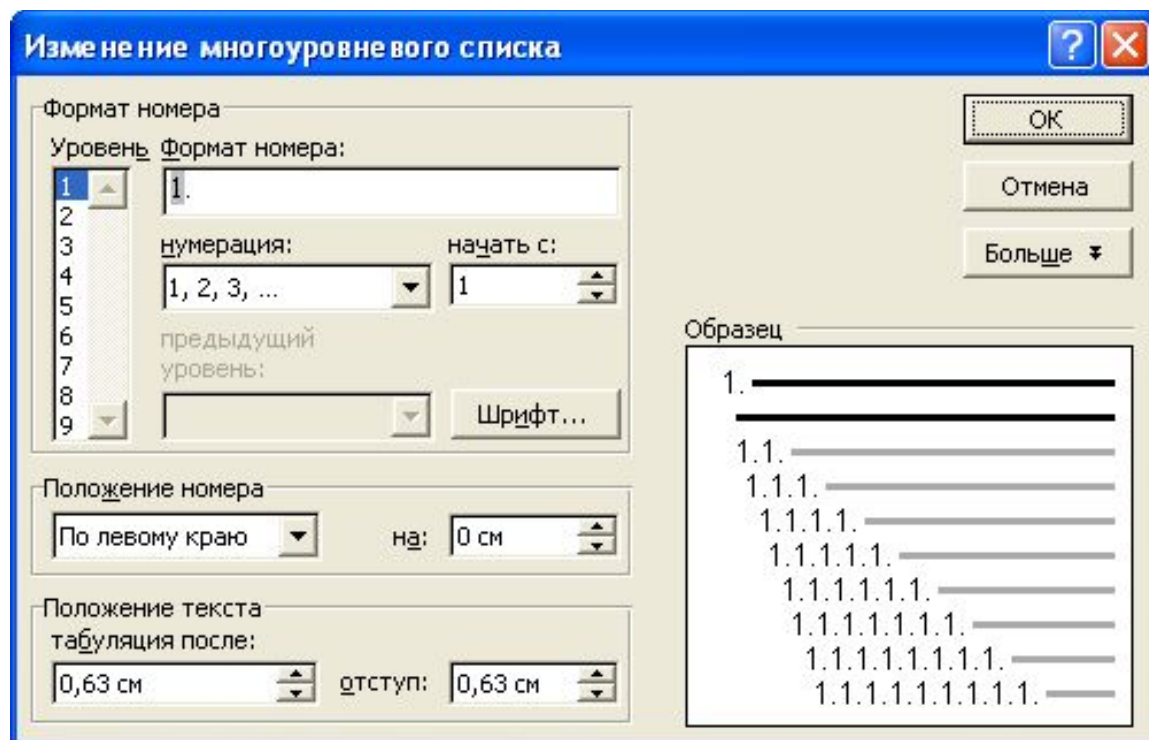 Изменение многоуровневого списка
Формат номера
Уровень Формат номера:
1 1.
2
3 нумерация: начать с:
4 1, 2, 3, ... 1
5
6 предыдущий
7 уровень:
8
9 Шрифт...
Положение номера
По левому краю на: 0 см
Положение текста
табуляция после:
0,63 см отступ: 0,63 см
ОК
Отмена
Больше
Образец
1.
1.1.
1.1.1.
1.1.1.1.
1.1.1.1.1.
1.1.1.1.1.1.
1.1.1.1.1.1.1.
1.1.1.1.1.1.1.1.
1.1.1.1.1.1.1.1.1.